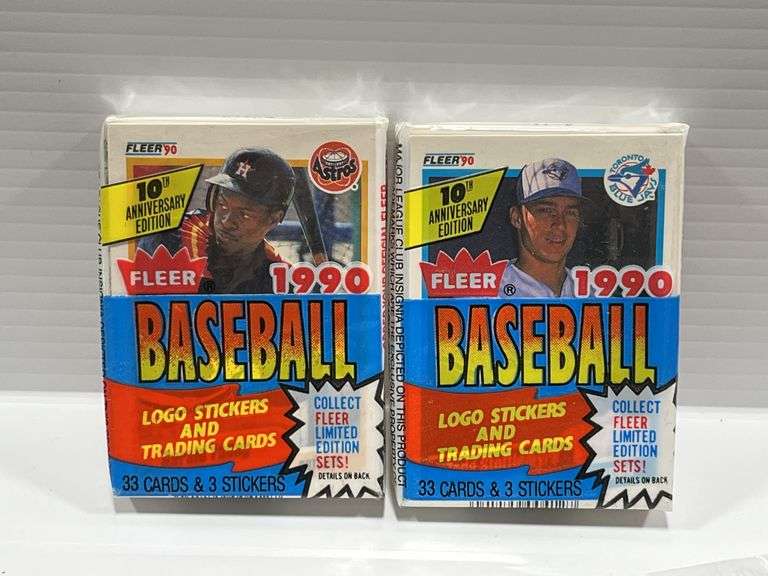 FLEER'90
Astros
10TH
ANNIVERSARY
EDITION
FLEER
1990
BASEBALL
LOGO STICKERS
AND
TRADING CARDS
COLLECT
FLEER
LIMITED
EDITION
SETS!
DETAILS ON BACK
33 CARDS & 3 STICKERS
FLEER'90
TORONTO
BLUE JAYS
10TH
ANNIVERSARY
EDITION
FLEER®
1990
BASEBALL
LOGO STICKERS
AND
TRADING CARDS
COLLECT
FLEER
LIMITED
EDITION
SETS!
DETAILS ON BACK
33 CARDS & 3 STICKERS
MAJOR LEAGUE CLUB INSIGNIA DEPICTED ON THIS PRODUCT